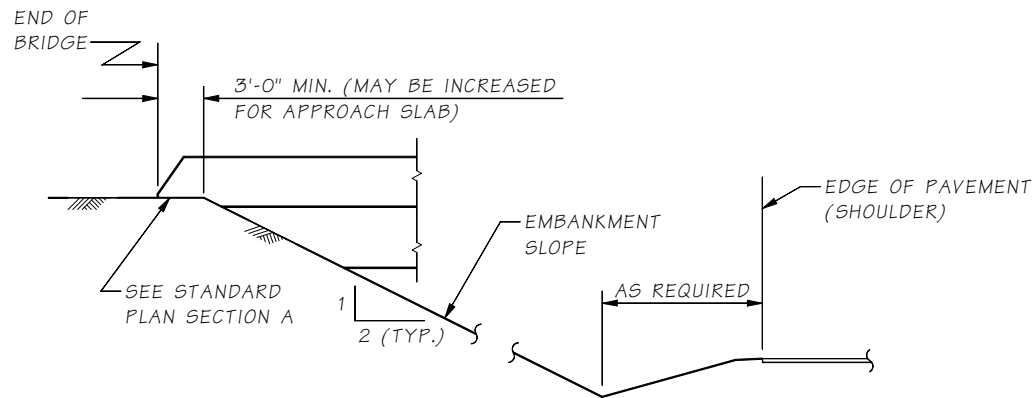 END OF
BRIDGE
3'-0" MIN. (MAY BE INCREASED
FOR APPROACH SLAB)
EDGE OF PAVEMENT
(SHOULDER)
EMBANKMENT
SLOPE
SEE STANDARD
PLAN SECTION A
AS REQUIRED
1
2 (TYP.)